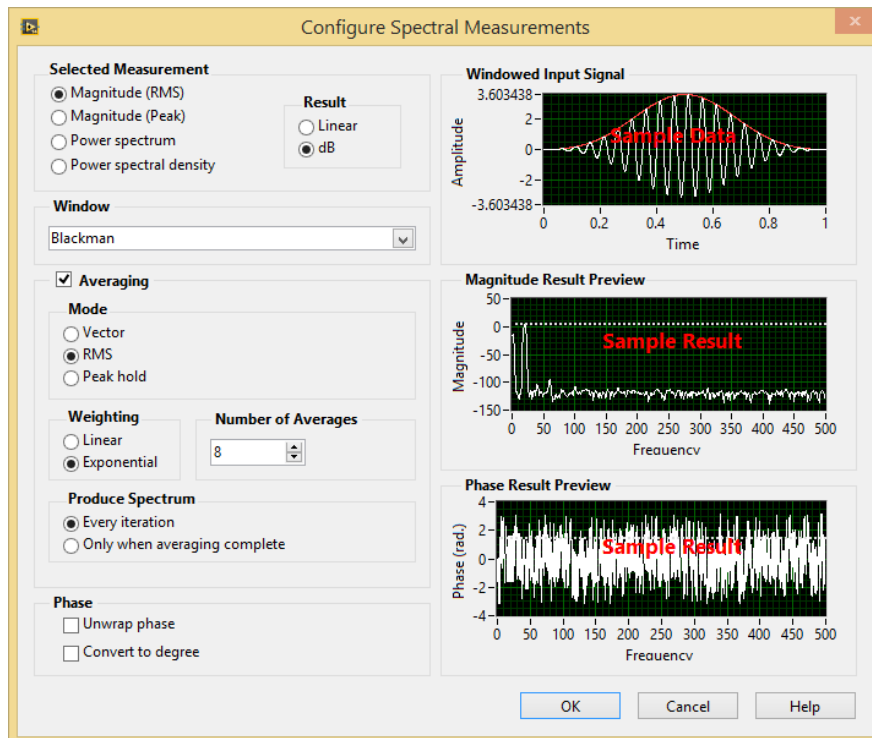 Configure Spectral Measurements
Selected Measurement
Magnitude (RMS)
Magnitude (Peak)
Power spectrum
Power spectral density
Result
Linear
dB
Window
Blackman
Averaging
Mode
Vector
RMS
Peak hold
Weighting
Linear
Exponential
Number of Averages
8
Produce Spectrum
Every iteration
Only when averaging complete
Phase
Unwrap phase
Convert to degree
Windowed Input Signal
Amplitude
3.603438
2
0
-2
-3.603438
Sample Data
0 0.2 0.4 0.6 0.8 1
Time
Magnitude Result Preview
Magnitude
50
0
-50
-100
-150
Sample Result
0 50 100 150 200 250 300 350 400 450 500
Frequency
Phase Result Preview
Phase (rad.)
4
2
0
-2
-4
Sample Result
0 50 100 150 200 250 300 350 400 450 500
Frequency
OK Cancel Help